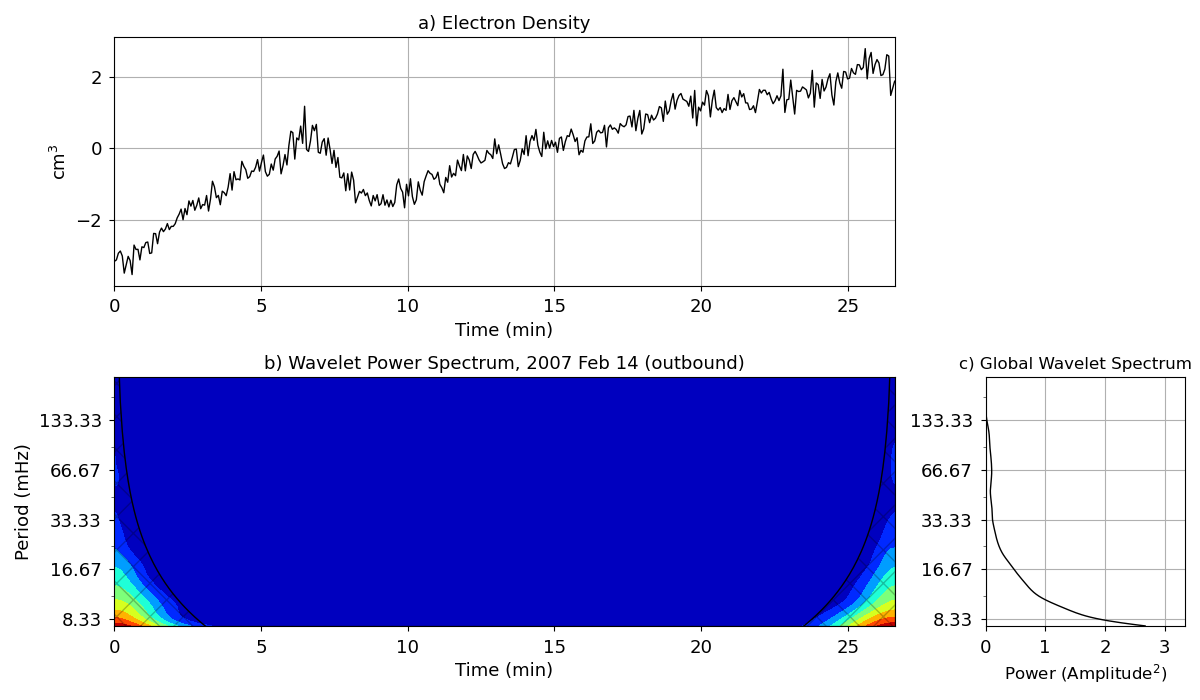 a) Electron Density
2
0
−2
cm³
0 5 10 15 20 25
Time (min)
b) Wavelet Power Spectrum, 2007 Feb 14 (outbound)
133.33
66.67
33.33
16.67
8.33
Period (mHz)
0 5 10 15 20 25
Time (min)
c) Global Wavelet Spectrum
133.33
66.67
33.33
16.67
8.33
0 1 2 3
Power (Amplitude²)